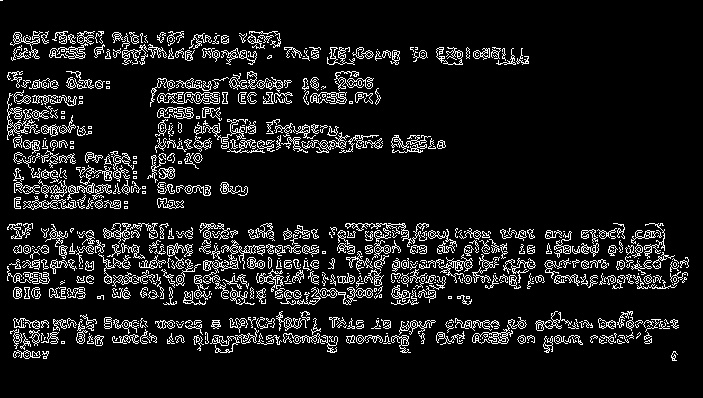 Best Stock Pick for this Year!
Get ARSS First Thing Monday , This Is Going To Explode!!!
Trade Date: Monday, October 16, 2006
Company: AMEROSSI EC INC (ARSS.PK)
Stock: ARSS.PK
Category: Oil and Gas Industry
Region: United States, Europe and Russia
Current Price: $4.10
1 Week Target: $8
Recomendation: Strong Buy
Expectations: Max
If You've been alive over the past few years you know that any stock can
move given the right circumstances. As soon as an alert is issued almost
instantly the market goes Bolistic ! Take advantage of the current price on
ARSS , we expect to see it begin climbing Monday Morning in anticipation of
BIG NEWS . We feel you could see 200-300% Gains ...
When this Stock moves = WATCH OUT! This is your chance to get in before it
BLOWS. Big watch in play this Monday morning ! Put ARSS on your radar's
now!